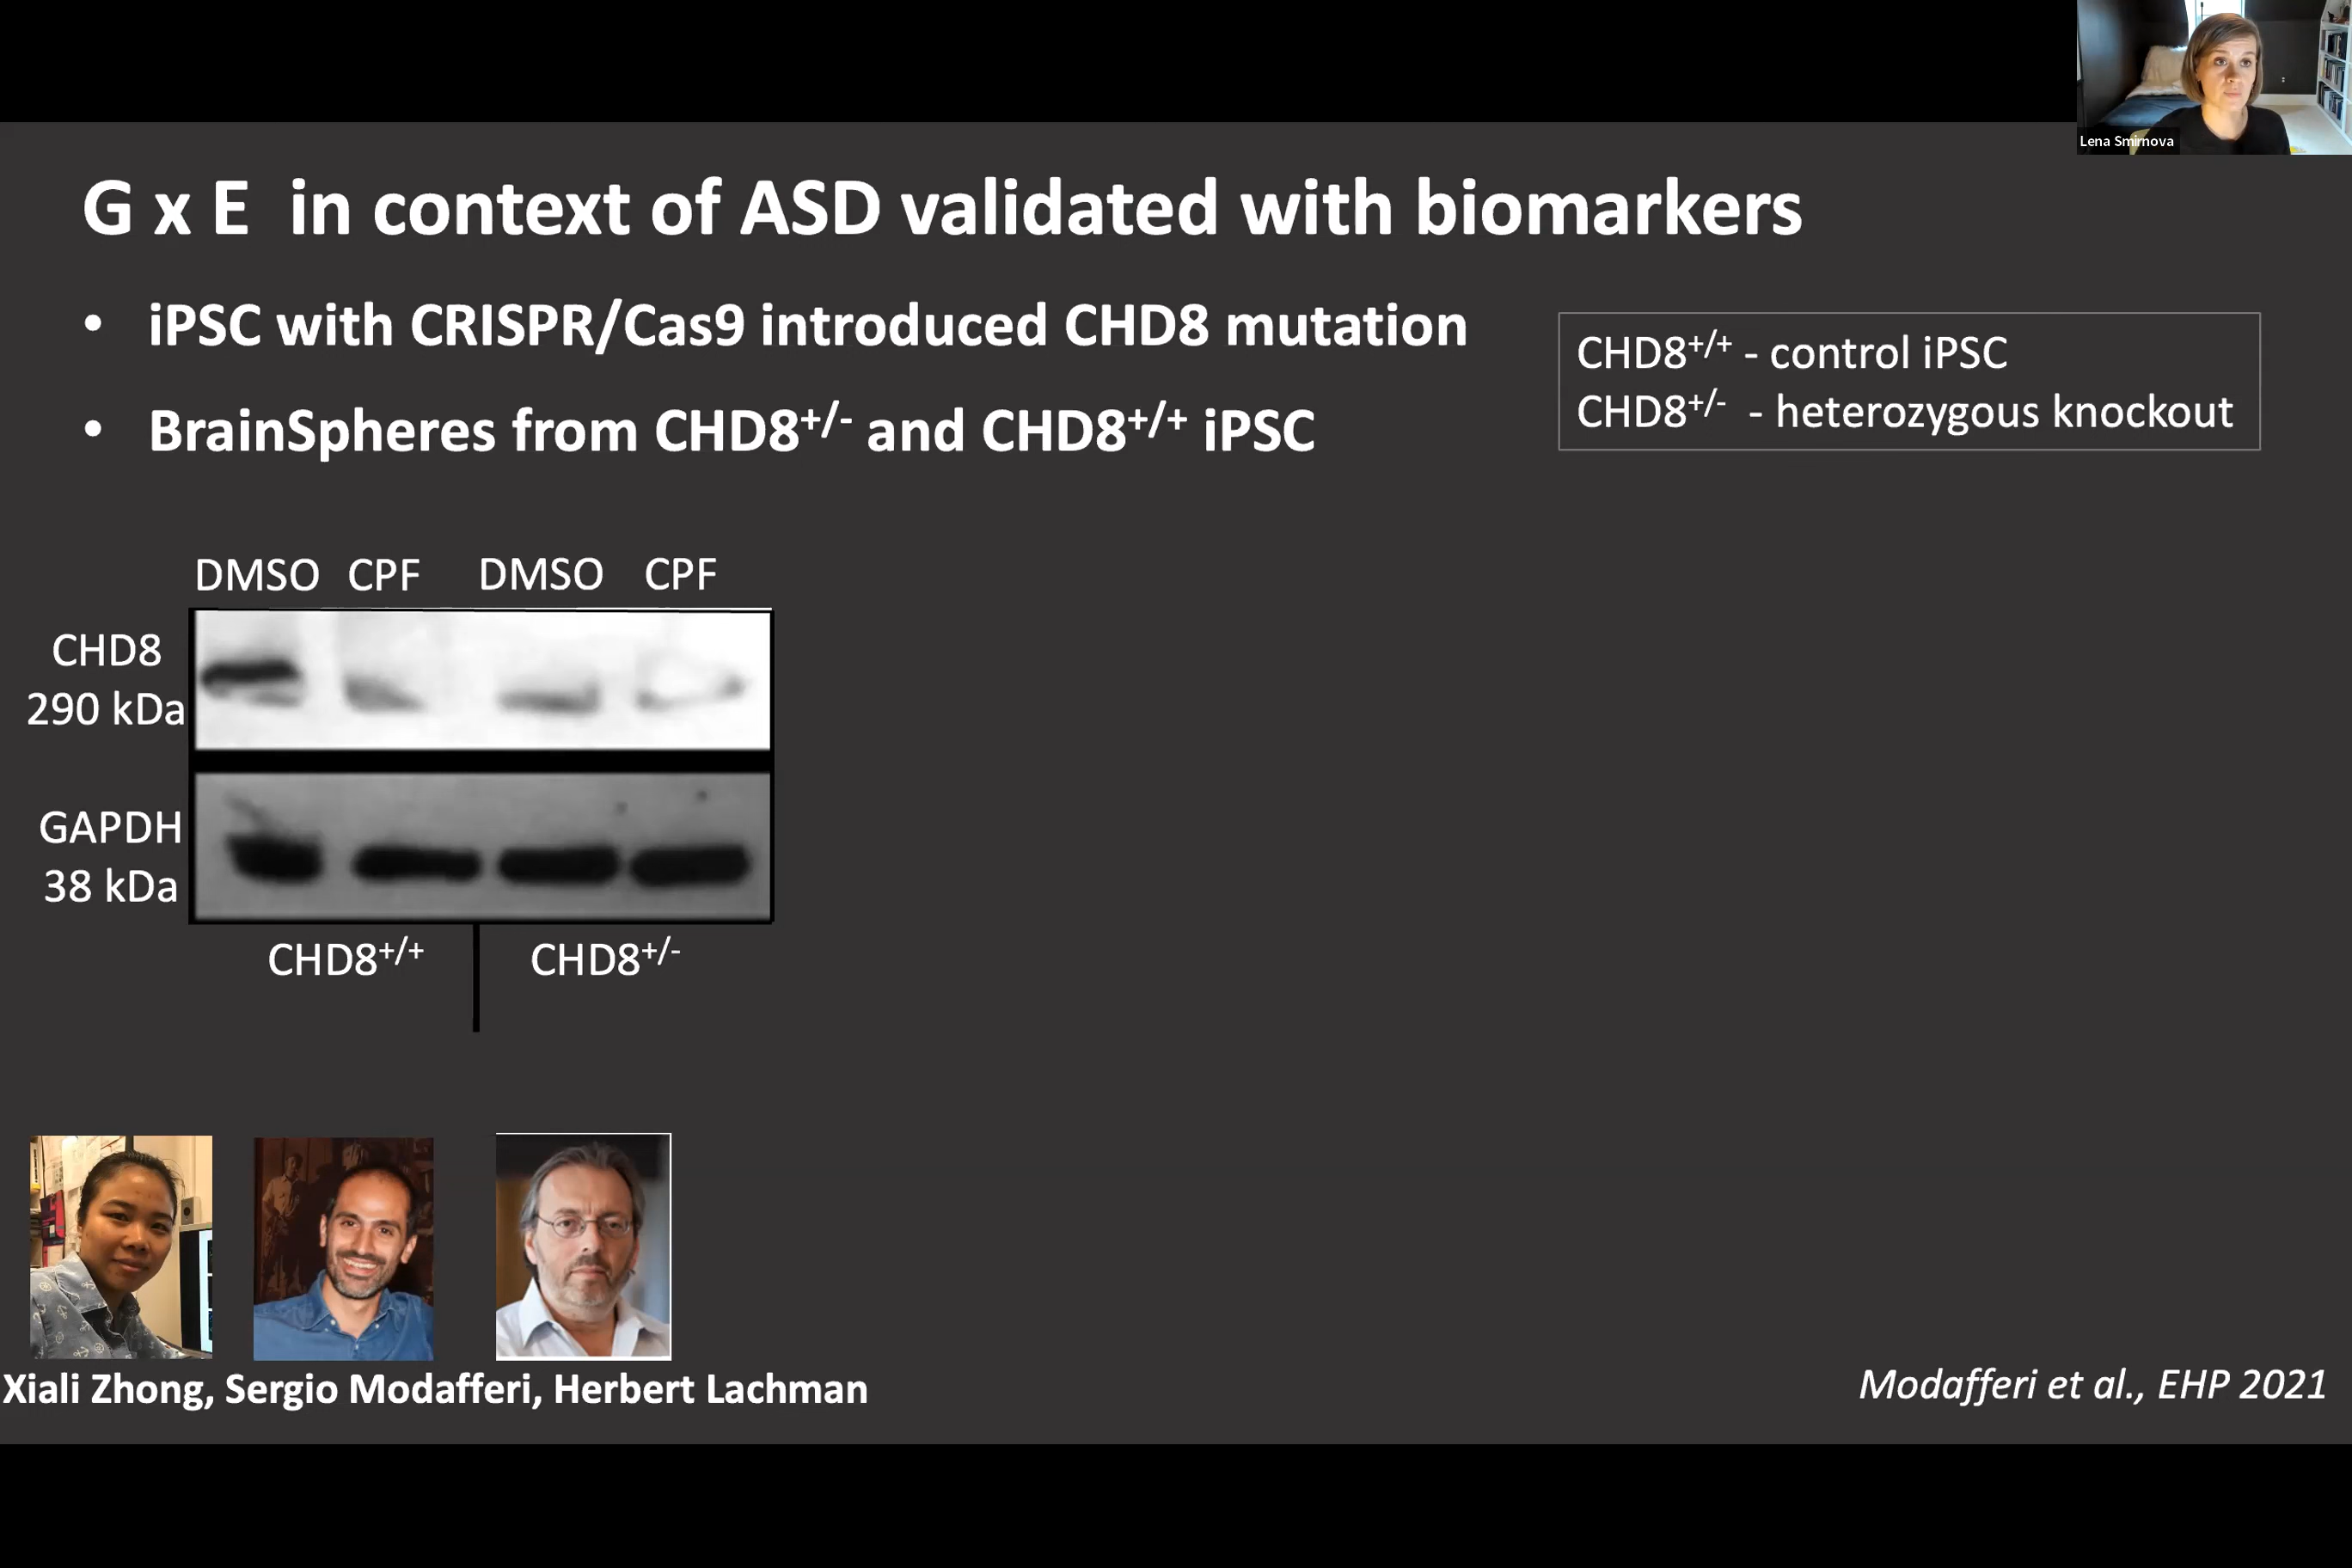 Lena Smirnova
G x E in context of ASD validated with biomarkers
• iPSC with CRISPR/Cas9 introduced CHD8 mutation
• BrainSpheres from CHD8+/- and CHD8+/+ iPSC
CHD8+/+ - control iPSC
CHD8+/- - heterozygous knockout
DMSO CPF DMSO CPF
CHD8
290 kDa
GAPDH
38 kDa
CHD8+/+ CHD8+/-
Xiali Zhong, Sergio Modafferi, Herbert Lachman
Modafferi et al., EHP 2021